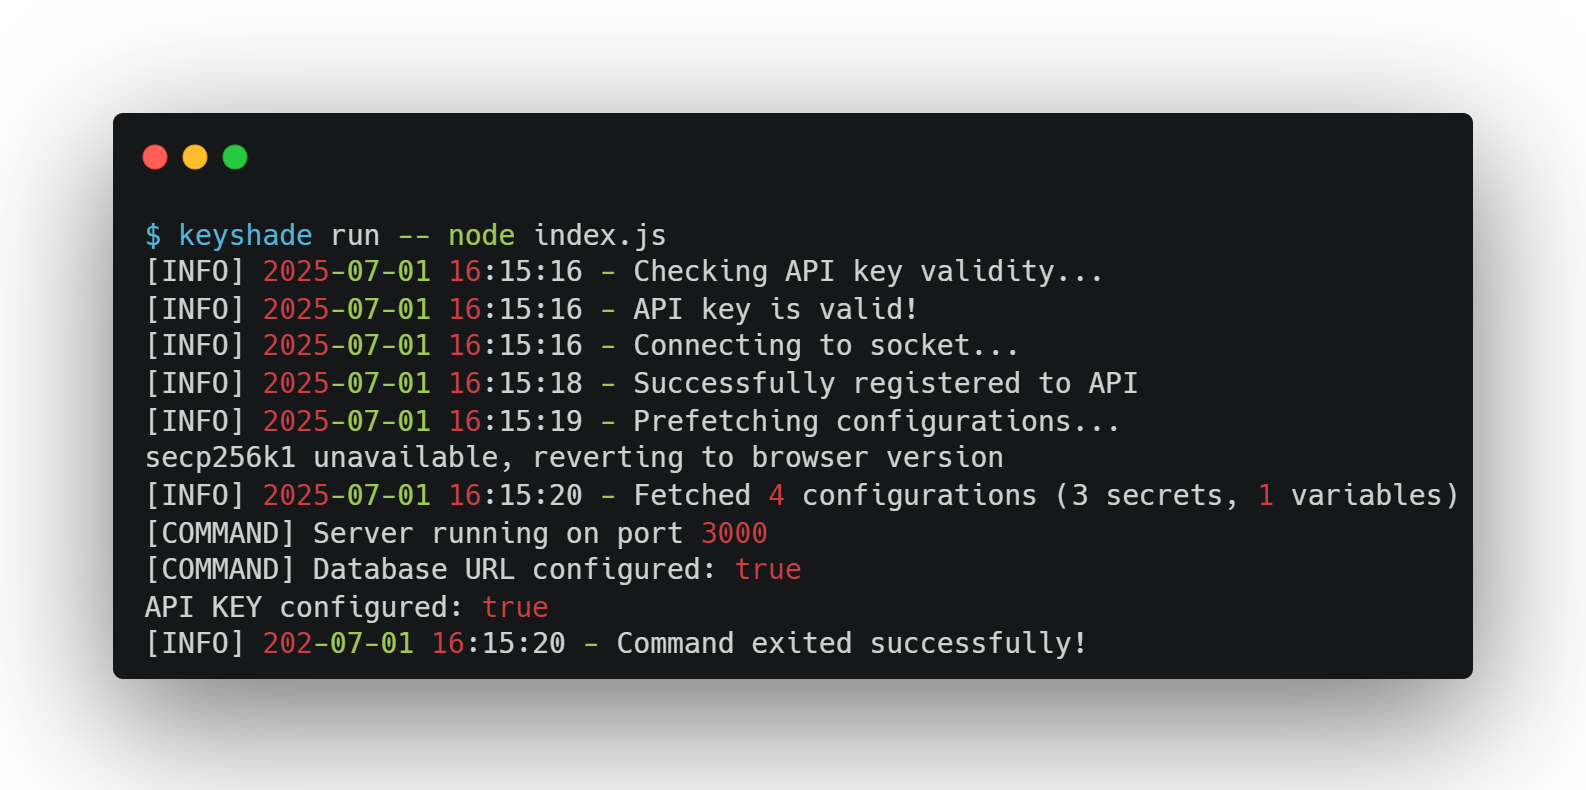 $ keyshade run -- node index.js
[INFO] 2025-07-01 16:15:16 - Checking API key validity...
[INFO] 2025-07-01 16:15:16 - API key is valid!
[INFO] 2025-07-01 16:15:16 - Connecting to socket...
[INFO] 2025-07-01 16:15:18 - Successfully registered to API
[INFO] 2025-07-01 16:15:19 - Prefetching configurations...
secp256k1 unavailable, reverting to browser version
[INFO] 2025-07-01 16:15:20 - Fetched 4 configurations (3 secrets, 1 variables)
[COMMAND] Server running on port 3000
[COMMAND] Database URL configured: true
API KEY configured: true
[INFO] 202-07-01 16:15:20 - Command exited successfully!